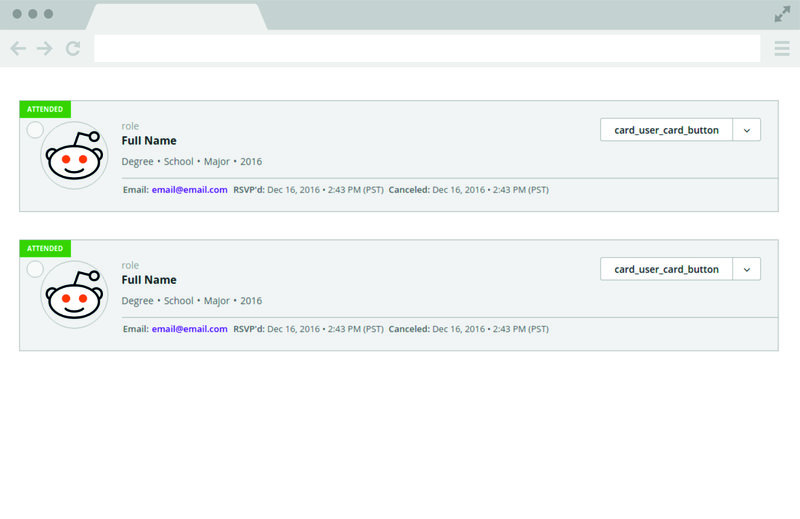 ATTENDED
role
Full Name
card_user_card_button
Degree • School • Major • 2016
Email: email@email.com RSVP'd: Dec 16, 2016 • 2:43 PM (PST) Canceled: Dec 16, 2016 • 2:43 PM (PST)
ATTENDED
role
Full Name
card_user_card_button
Degree • School • Major • 2016
Email: email@email.com RSVP'd: Dec 16, 2016 • 2:43 PM (PST) Canceled: Dec 16, 2016 • 2:43 PM (PST)